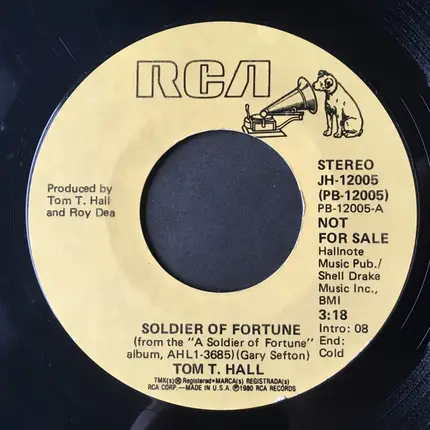 RCA
Produced by
Tom T. Hall
and Roy Dea
STEREO
JH-12005
(PB-12005)
PB-12005-A
NOT
FOR SALE
Hallnote
Music Pub./
Shell Drake
Music Inc.,
BMI
3:18
Intro: 08
End:
Cold
SOLDIER OF FORTUNE
(from the "A Soldier of Fortune"
album, AHL1-3685)(Gary Sefton)
TOM T. HALL
TMK(s)® Registered•MARCA(s) REGISTRADA(s)
RCA CORP.—MADE IN U.S.A. ℗1980 RCA RECORDS